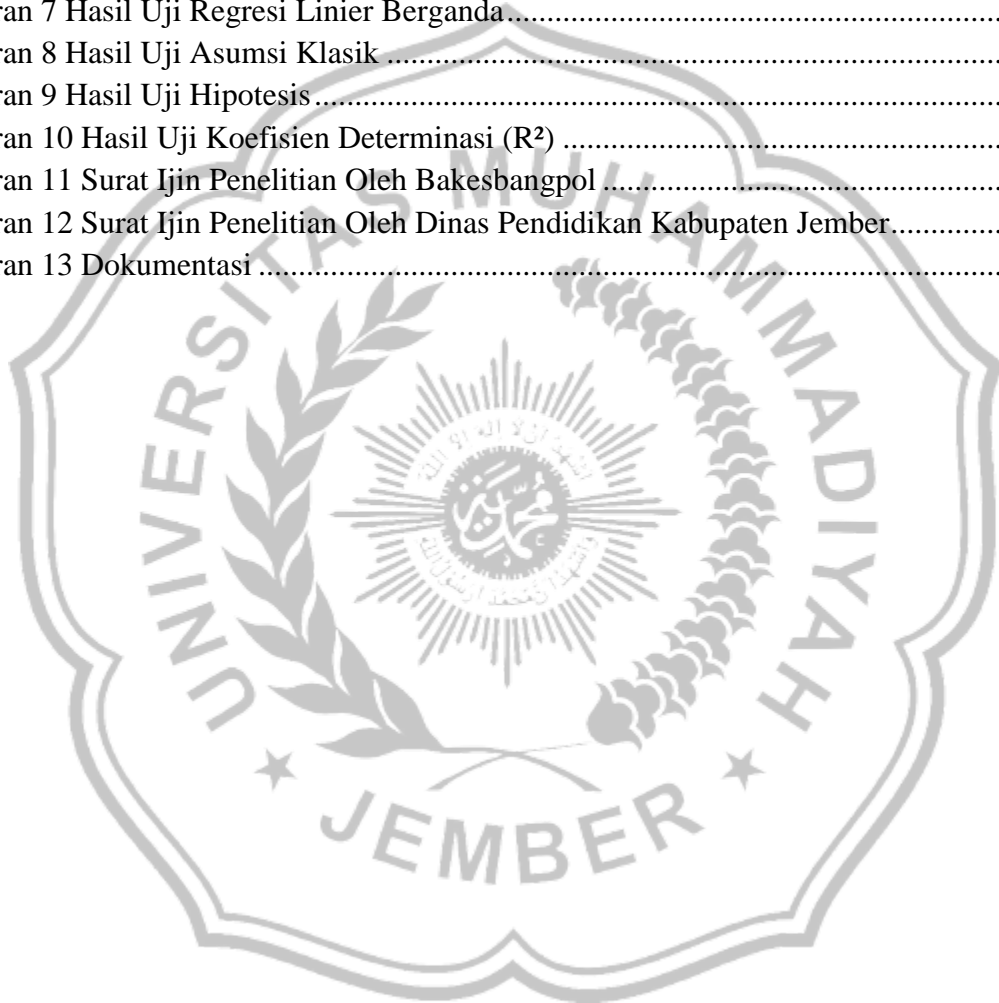 ran 7 Hasil Uji Regresi Linier Berganda....................................................................
ran 8 Hasil Uji Asumsi Klasik ....................................................................................
ran 9 Hasil Uji Hipotesis.............................................................................................
ran 10 Hasil Uji Koefisien Determinasi (R²) .............................................................
ran 11 Surat Ijin Penelitian Oleh Bakesbangpol ........................................................
ran 12 Surat Ijin Penelitian Oleh Dinas Pendidikan Kabupaten Jember...............
ran 13 Dokumentasi ....................................................................................................
UNIVERSITAS MUHAMMADIYAH
JEMBER